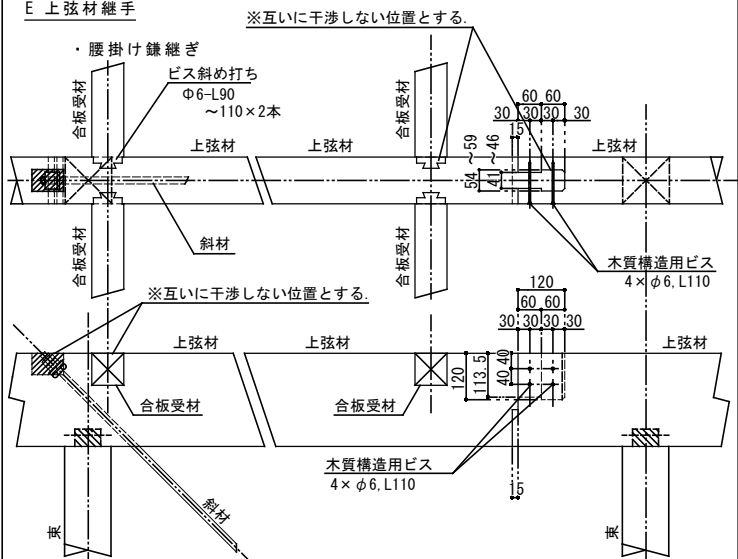 E 上弦材継手
※互いに干渉しない位置とする.
・腰掛け鎌継ぎ
ビス斜め打ち
Φ6-L90
～110×2本
合板受材
合板受材
60 60
30 30 30 30
15
上弦材
上弦材
上弦材
54 ～59
41 ～46
斜材
合板受材
合板受材
木質構造用ビス
4×φ6,L110
※互いに干渉しない位置とする.
120
60 60
30 30 30 30
上弦材
上弦材
上弦材
120
113.5
40 40
合板受材
合板受材
木質構造用ビス
4×φ6,L110
15
斜材
束
束